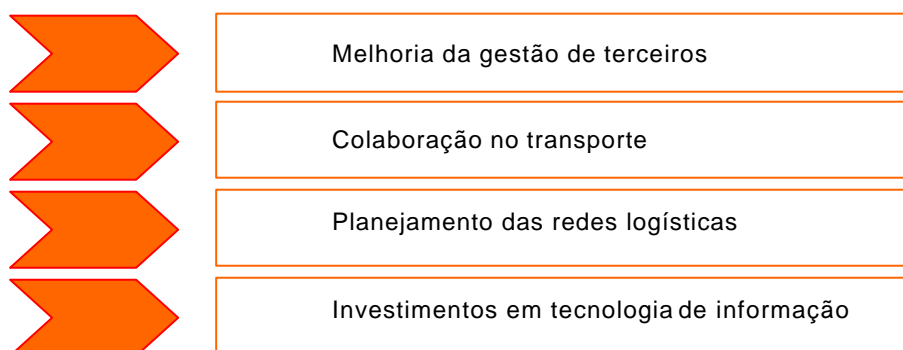 Melhoria da gestão de terceiros
Colaboração no transporte
Planejamento das redes logísticas
Investimentos em tecnologia de informação